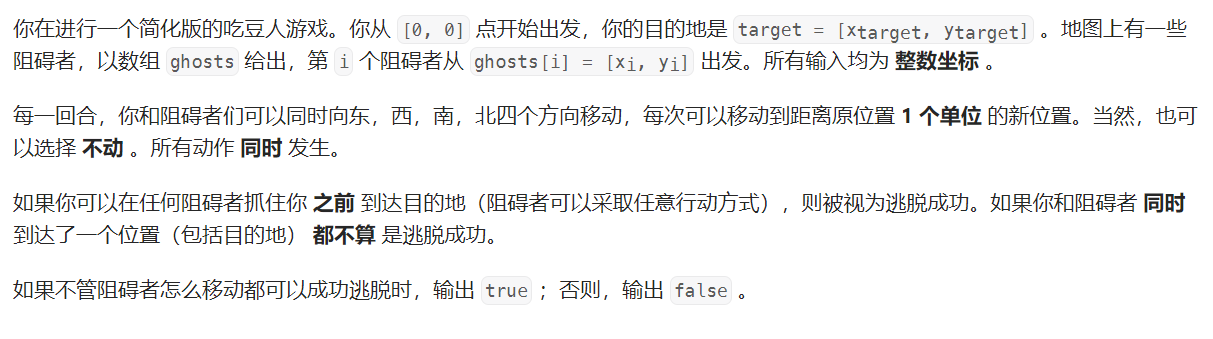 你在进行一个简化版的吃豆人游戏。你从 [0, 0] 点开始出发，你的目的地是 target = [xtarget, ytarget] 。地图上有一些
阻碍者，以数组 ghosts 给出，第 i 个阻碍者从 ghosts[i] = [xi, yi] 出发。所有输入均为 整数坐标 。
每一回合，你和阻碍者们可以同时向东，西，南，北四个方向移动，每次可以移动到距离原位置 1 个单位 的新位置。当然，也可
以选择 不动 。所有动作 同时 发生。
如果你可以在任何阻碍者抓住你 之前 到达目的地（阻碍者可以采取任意行动方式），则被视为逃脱成功。如果你和阻碍者 同时
到达了一个位置（包括目的地） 都不算 是逃脱成功。
如果不管阻碍者怎么移动都可以成功逃脱时，输出 true ；否则，输出 false 。